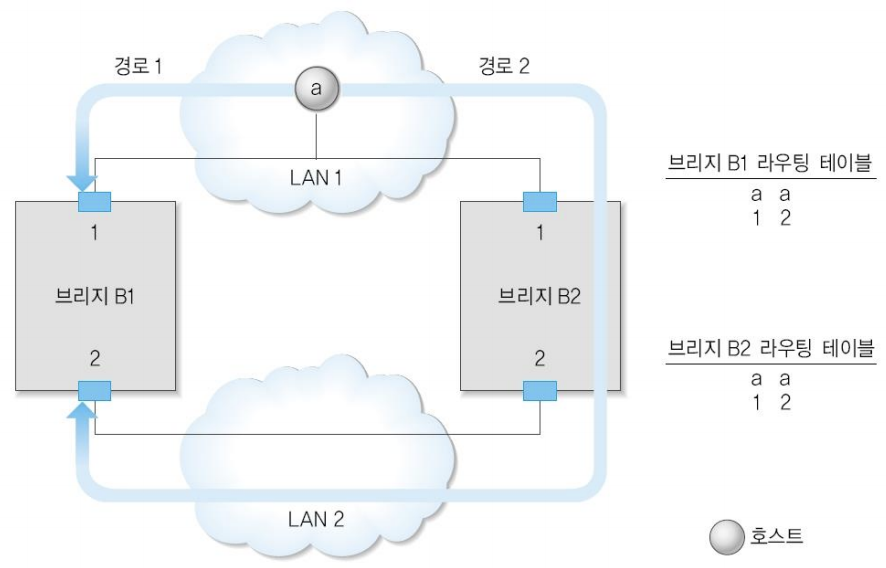 경로 1
경로 2
a
LAN 1
1
브리지 B1
2
1
브리지 B2
2
LAN 2
브리지 B1 라우팅 테이블
a a
1 2
브리지 B2 라우팅 테이블
a a
1 2
호스트